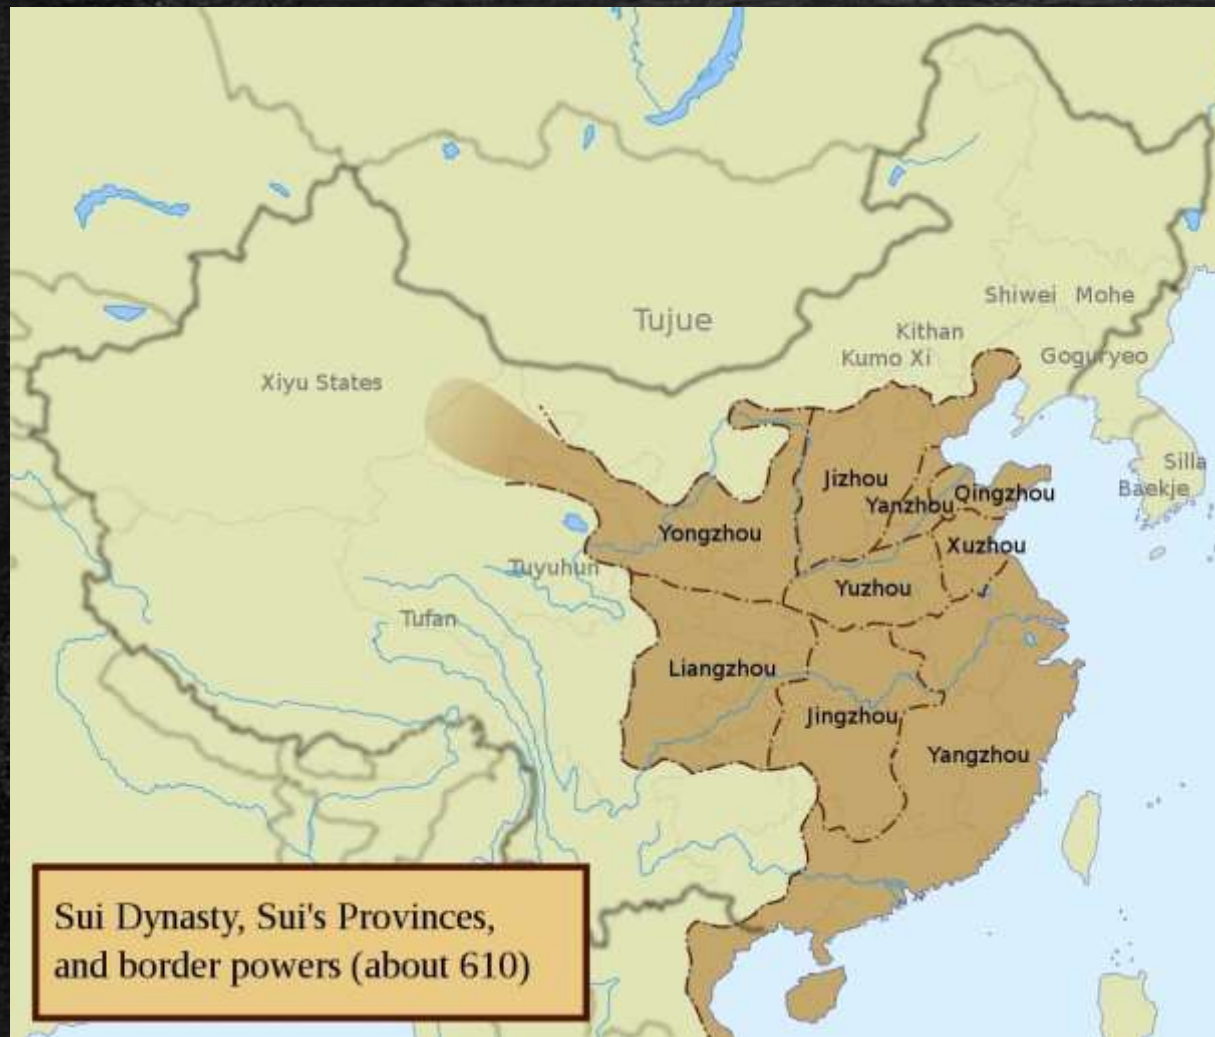 Shiwei Mohe
Tujue
Kithan
Kumo Xi
Goguryeo
Xiyu States
Silla
Baekje
Jizhou
Yanzhou
Qingzhou
Yongzhou
Xuzhou
Tuyuhun
Yuzhou
Tufan
Liangzhou
Jingzhou
Yangzhou
Sui Dynasty, Sui's Provinces,
and border powers (about 610)